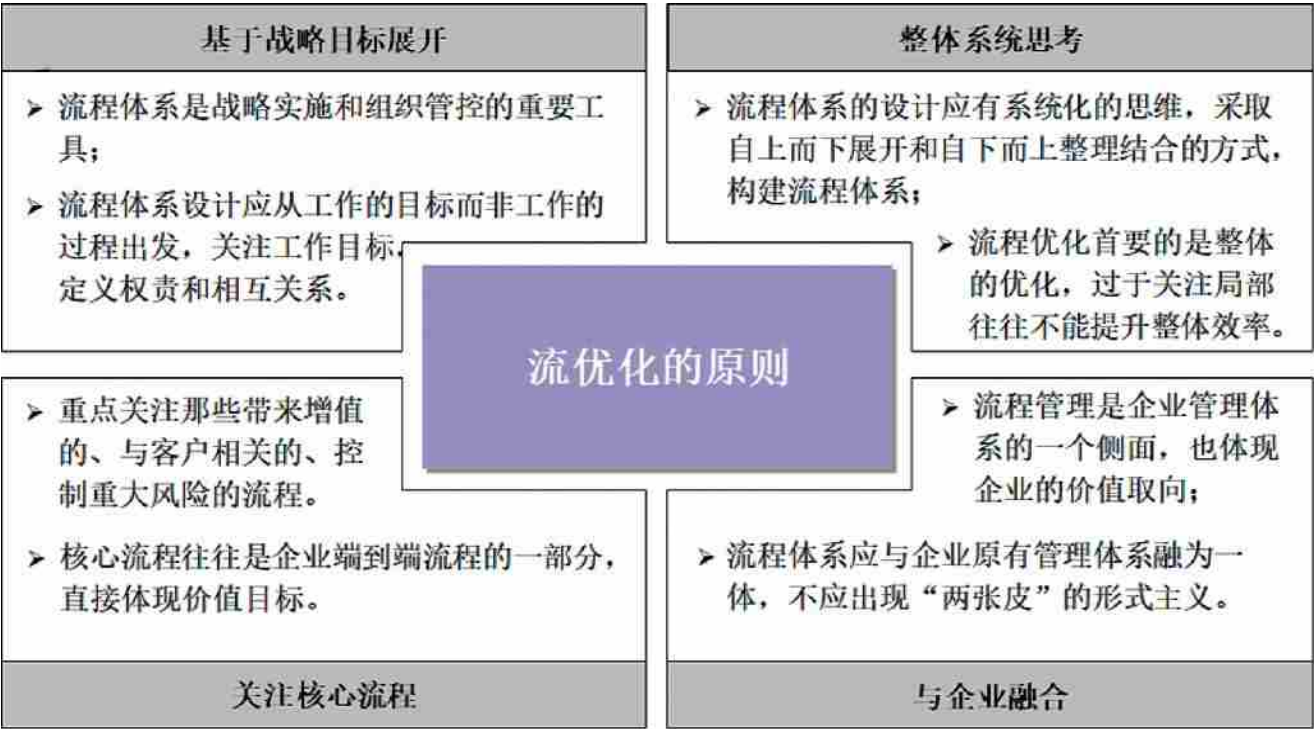 基于战略目标展开
➢ 流程体系是战略实施和组织管控的重要工
具；
➢ 流程体系设计应从工作的目标而非工作的
过程出发，关注工作目标，
定义权责和相互关系。
整体系统思考
➢ 流程体系的设计应有系统化的思维，采取
自上而下展开和自下而上整理结合的方式，
构建流程体系；
➢ 流程优化首要的是整体
的优化，过于关注局部
往往不能提升整体效率。
流优化的原则
➢ 重点关注那些带来增值
的、与客户相关的、控
制重大风险的流程。
➢ 核心流程往往是企业端到端流程的一部分，
直接体现价值目标。
关注核心流程
➢ 流程管理是企业管理体
系的一个侧面，也体现
企业的价值取向；
➢ 流程体系应与企业原有管理体系融为一
体，不应出现“两张皮”的形式主义。
与企业融合